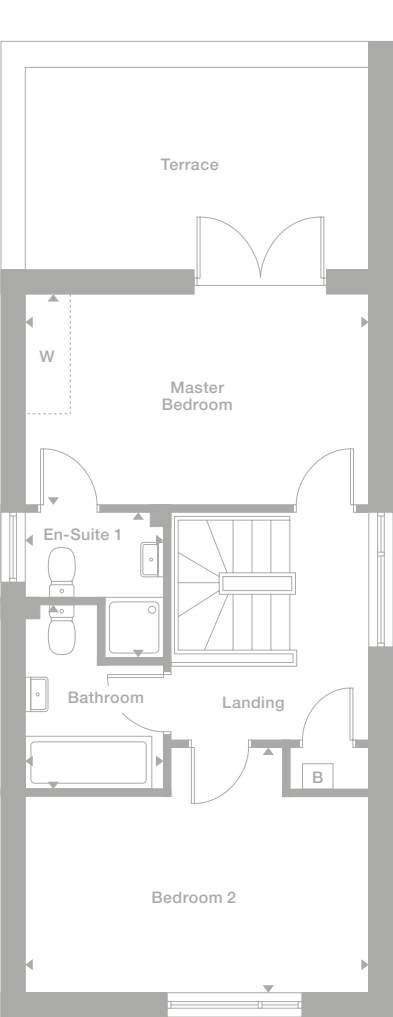 Terrace
W
Master
Bedroom
En-Suite 1
Bathroom
Landing
B
Bedroom 2